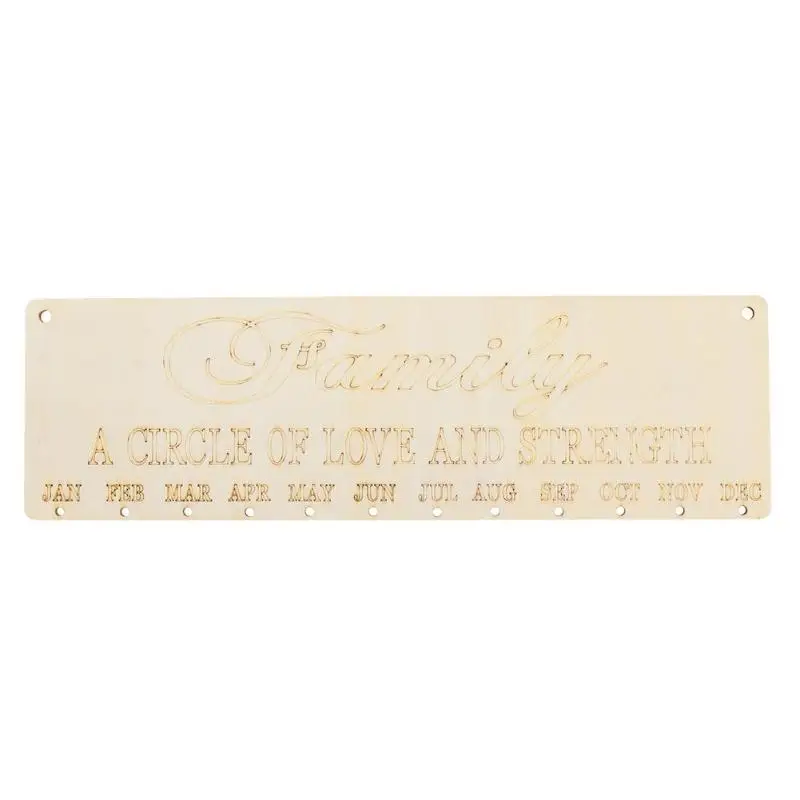 Family
A CIRCLE OF LOVE AND STRENGTH
JAN FEB MAR APR MAY JUN JUL AUG SEP OCT NOV DEC